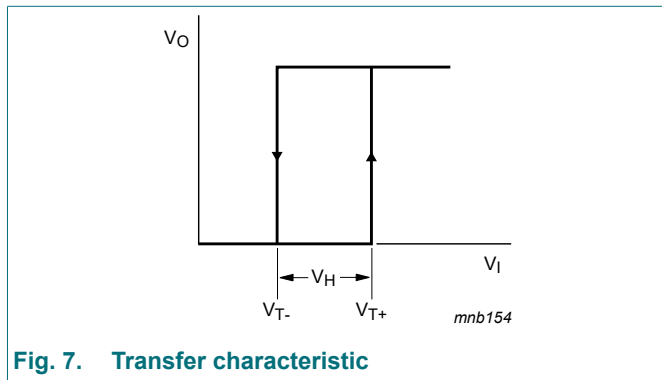 VO
VI
VH
VT-
VT+
mnb154
Fig. 7. Transfer characteristic